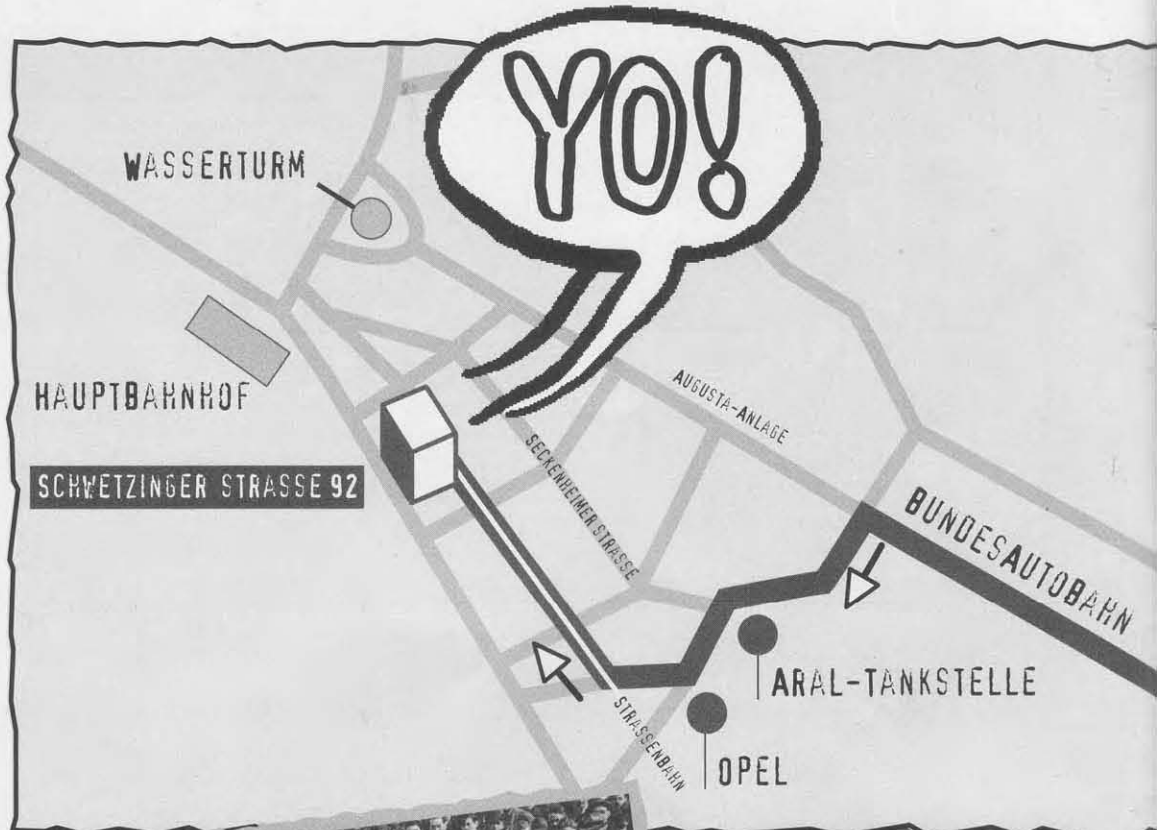 YO!
WASSERTURM
HAUPTBAHNHOF
SCHWETZINGER STRASSE 92
AUGUSTA-ANLAGE
SECKENHEIMER STRASSE
BUNDESAUTOBAHN
ARAL-TANKSTELLE
STRASSENBAHN
OPEL